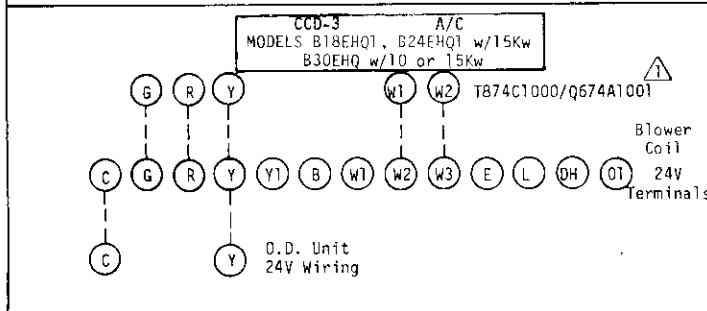 CCD-3 A/C
MODELS B18EHQ1, B24EHQ1 w/15Kw
B30EHQ w/10 or 15Kw
G R Y W1 W2 T874C1000/Q674A1001 1
Blower
Coil
C G R Y Y1 B W1 W2 W3 E L DH O1 24V
Terminals
C Y O.D. Unit
24V Wiring